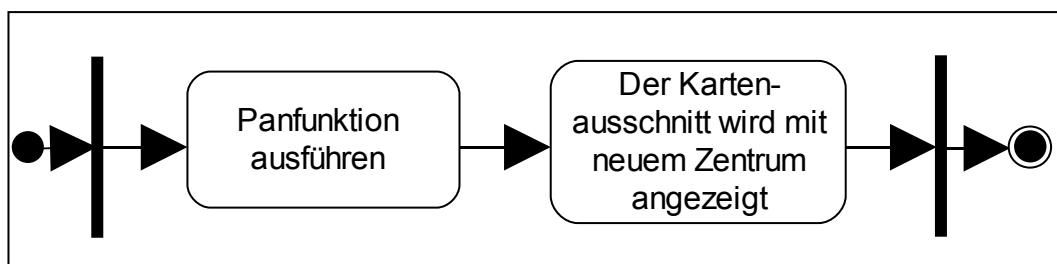 Panfunktion
ausführen
Der Karten-
ausschnitt wird mit
neuem Zentrum
angezeigt